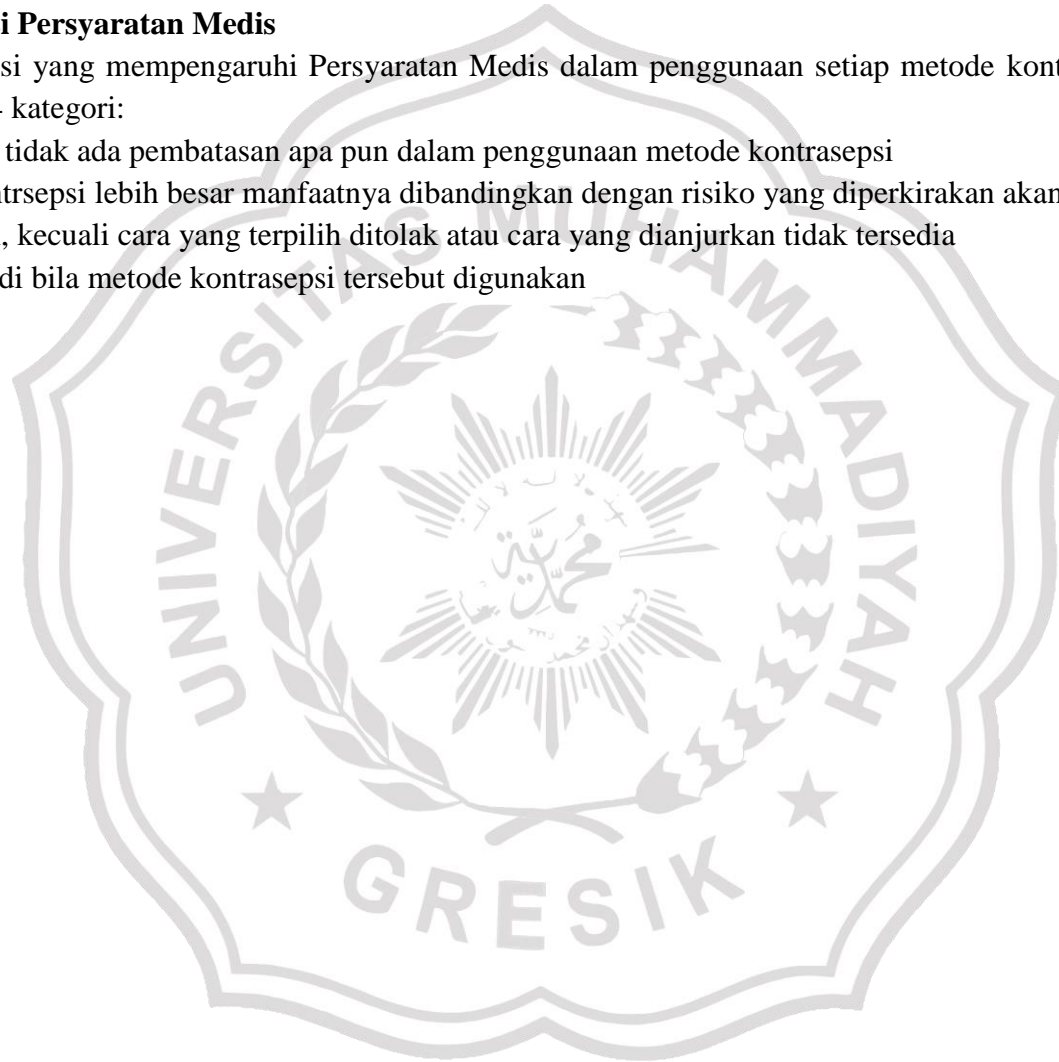 i Persyaratan Medis
si yang mempengaruhi Persyaratan Medis dalam penggunaan setiap metode kont
kategori:
tidak ada pembatasan apa pun dalam penggunaan metode kontrasepsi
ntrsepsi lebih besar manfaatnya dibandingkan dengan risiko yang diperkirakan akan
, kecuali cara yang terpilih ditolak atau cara yang dianjurkan tidak tersedia
di bila metode kontrasepsi tersebut digunakan
UNIVERSITAS MUHAMMADIYAH
محمدية
GRESIK